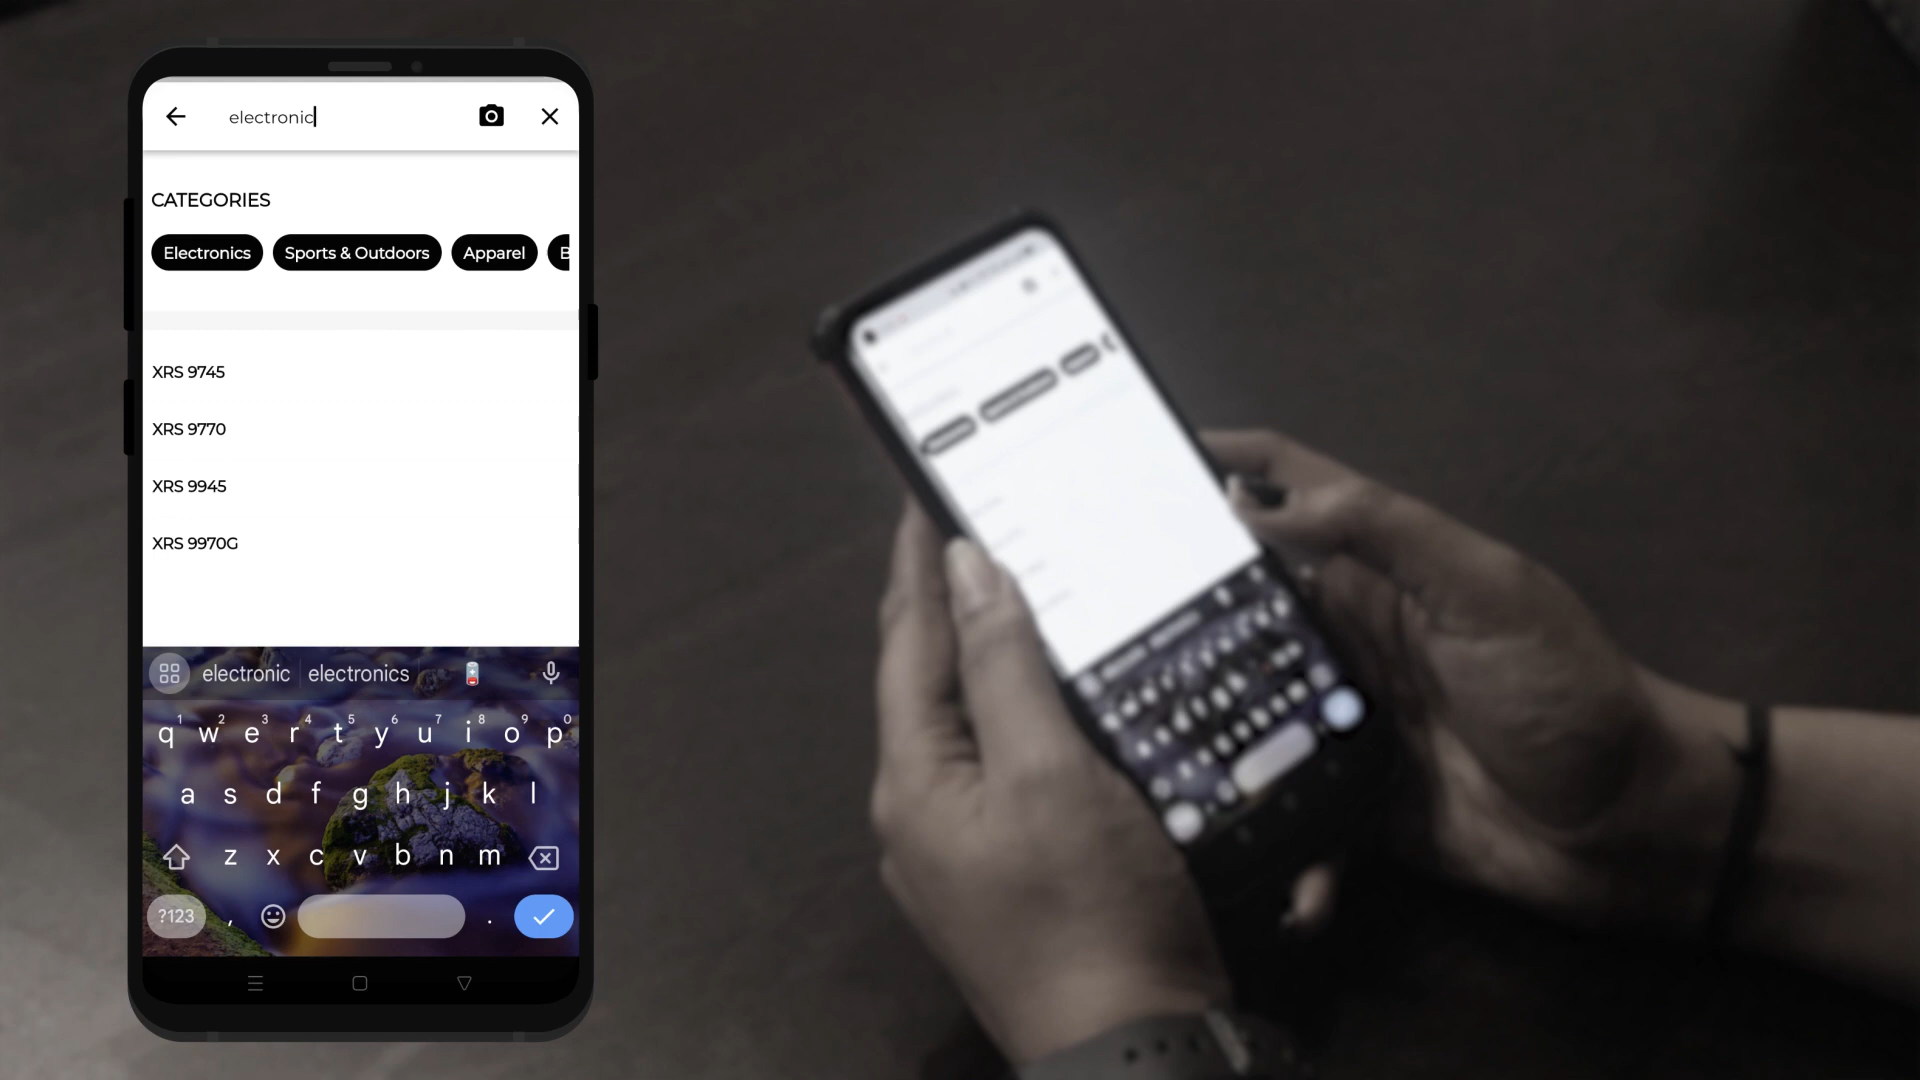 electronic
CATEGORIES
Electronics Sports & Outdoors Apparel B
XRS 9745
XRS 9770
XRS 9945
XRS 9970G
electronic electronics
1 2 3 4 5 6 7 8 9 0
q w e r t y u i o p
a s d f g h j k l
z x c v b n m
?123 , .